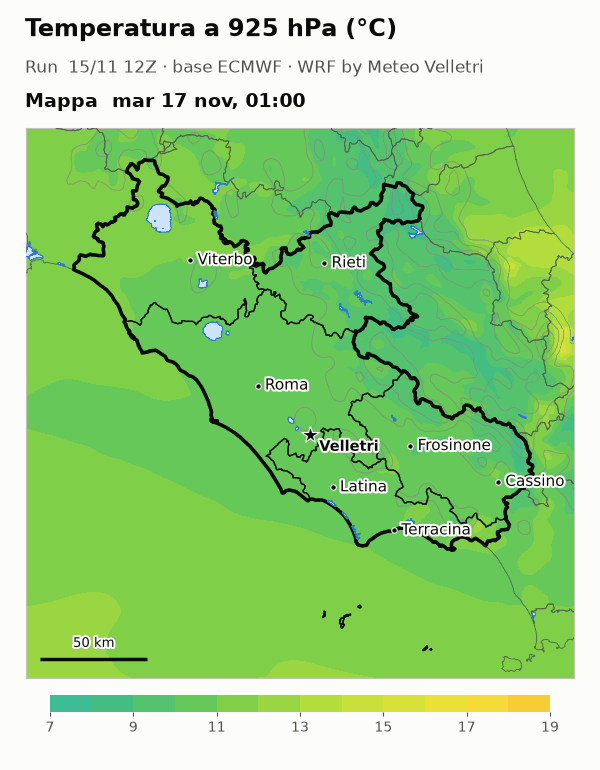 Temperatura a 925 hPa (°C)
Run  15/11 12Z · base ECMWF · WRF by Meteo Velletri
Mappa  mar 17 nov, 01:00
Viterbo
Rieti
Roma
Velletri
Frosinone
Latina
Cassino
Terracina
50 km
7 9 11 13 15 17 19